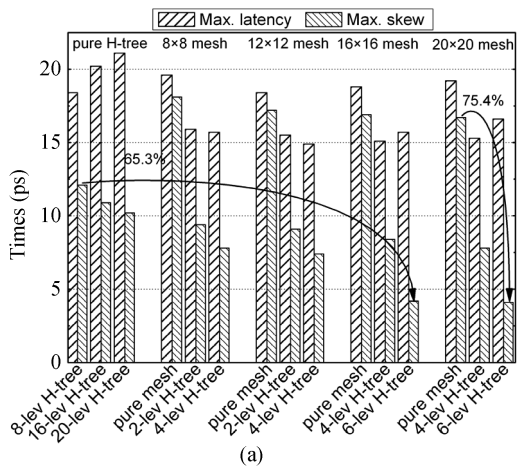 Max. latency Max. skew
pure H-tree 8×8 mesh 12×12 mesh 16×16 mesh 20×20 mesh
20
15
10
5
0
Times (ps)
65.3%
75.4%
8-lev H-tree
16-lev H-tree
20-lev H-tree
pure mesh
2-lev H-tree
4-lev H-tree
pure mesh
2-lev H-tree
4-lev H-tree
pure mesh
4-lev H-tree
6-lev H-tree
pure mesh
4-lev H-tree
6-lev H-tree
(a)